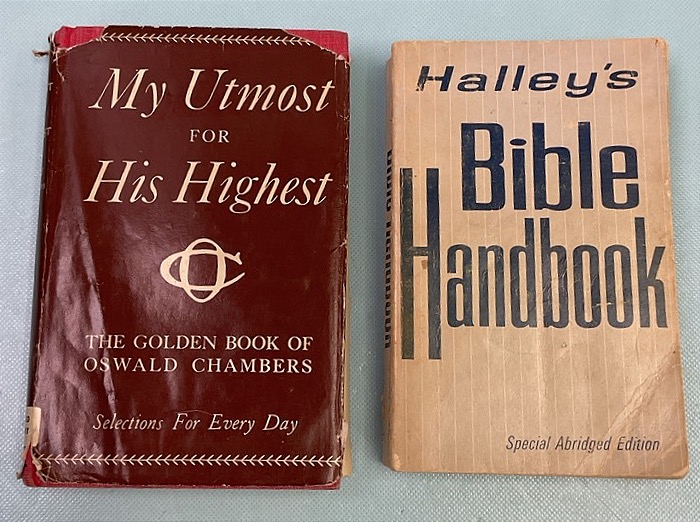 My Utmost
FOR
His Highest
THE GOLDEN BOOK OF
OSWALD CHAMBERS
Selections For Every Day
Halley's
Bible
Handbook
Special Abridged Edition